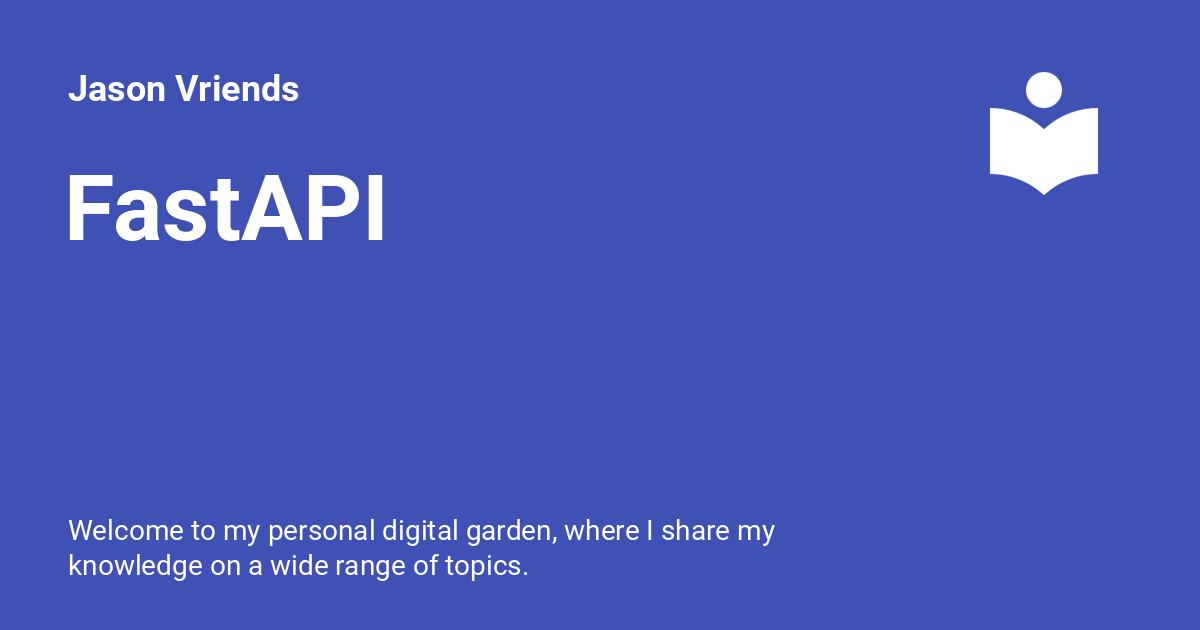 Jason Vriends
FastAPI
Welcome to my personal digital garden, where I share my
knowledge on a wide range of topics.